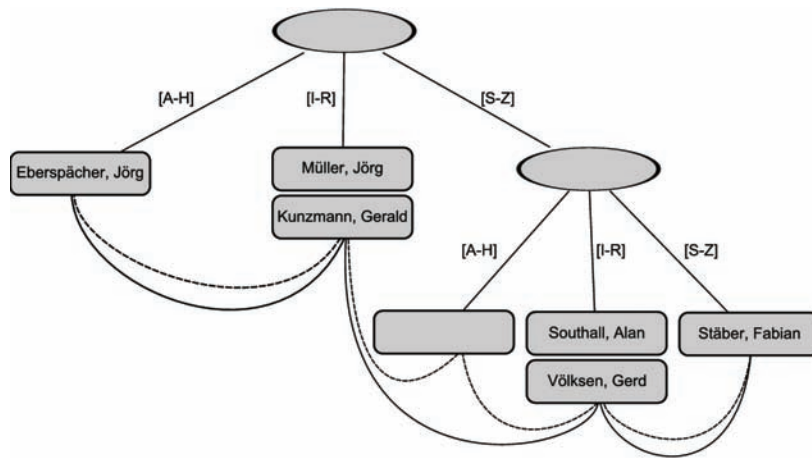 [A-H]
[I-R]
[S-Z]
Eberspächer, Jörg
Müller, Jörg
Kunzmann, Gerald
[A-H]
[I-R]
[S-Z]
Southall, Alan
Stäber, Fabian
Völksen, Gerd